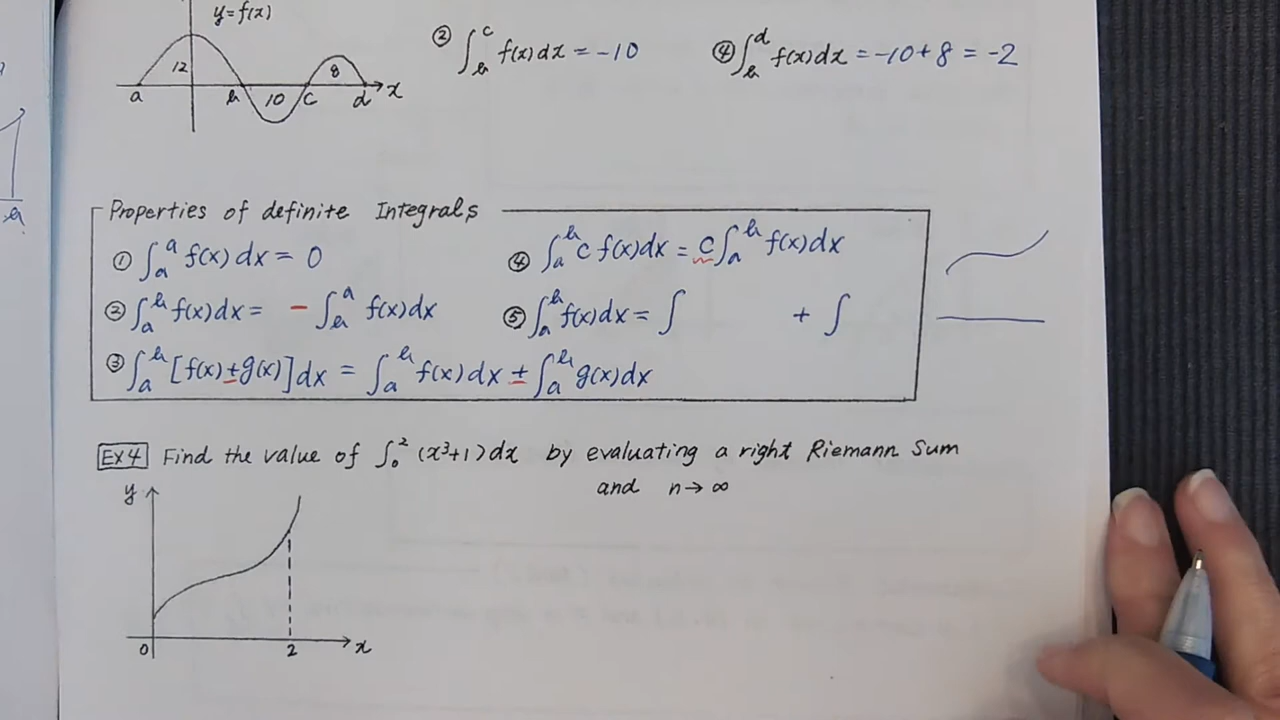 y=f(x)
② ∫_b^c f(x)dx = -10
④ ∫_b^d f(x)dx = -10+8 = -2
12
8
a b 10 c d x
Properties of definite Integrals
① ∫_a^a f(x)dx = 0
④ ∫_a^b c f(x)dx = c∫_a^b f(x)dx
② ∫_a^b f(x)dx = - ∫_b^a f(x)dx
⑤ ∫_a^b f(x)dx = ∫ + ∫
③ ∫_a^b [f(x) ± g(x)]dx = ∫_a^b f(x)dx ± ∫_a^b g(x)dx
Ex4 Find the value of ∫_0^2 (x³+1)dx by evaluating a right Riemann Sum
and n→∞
y
0 2 x